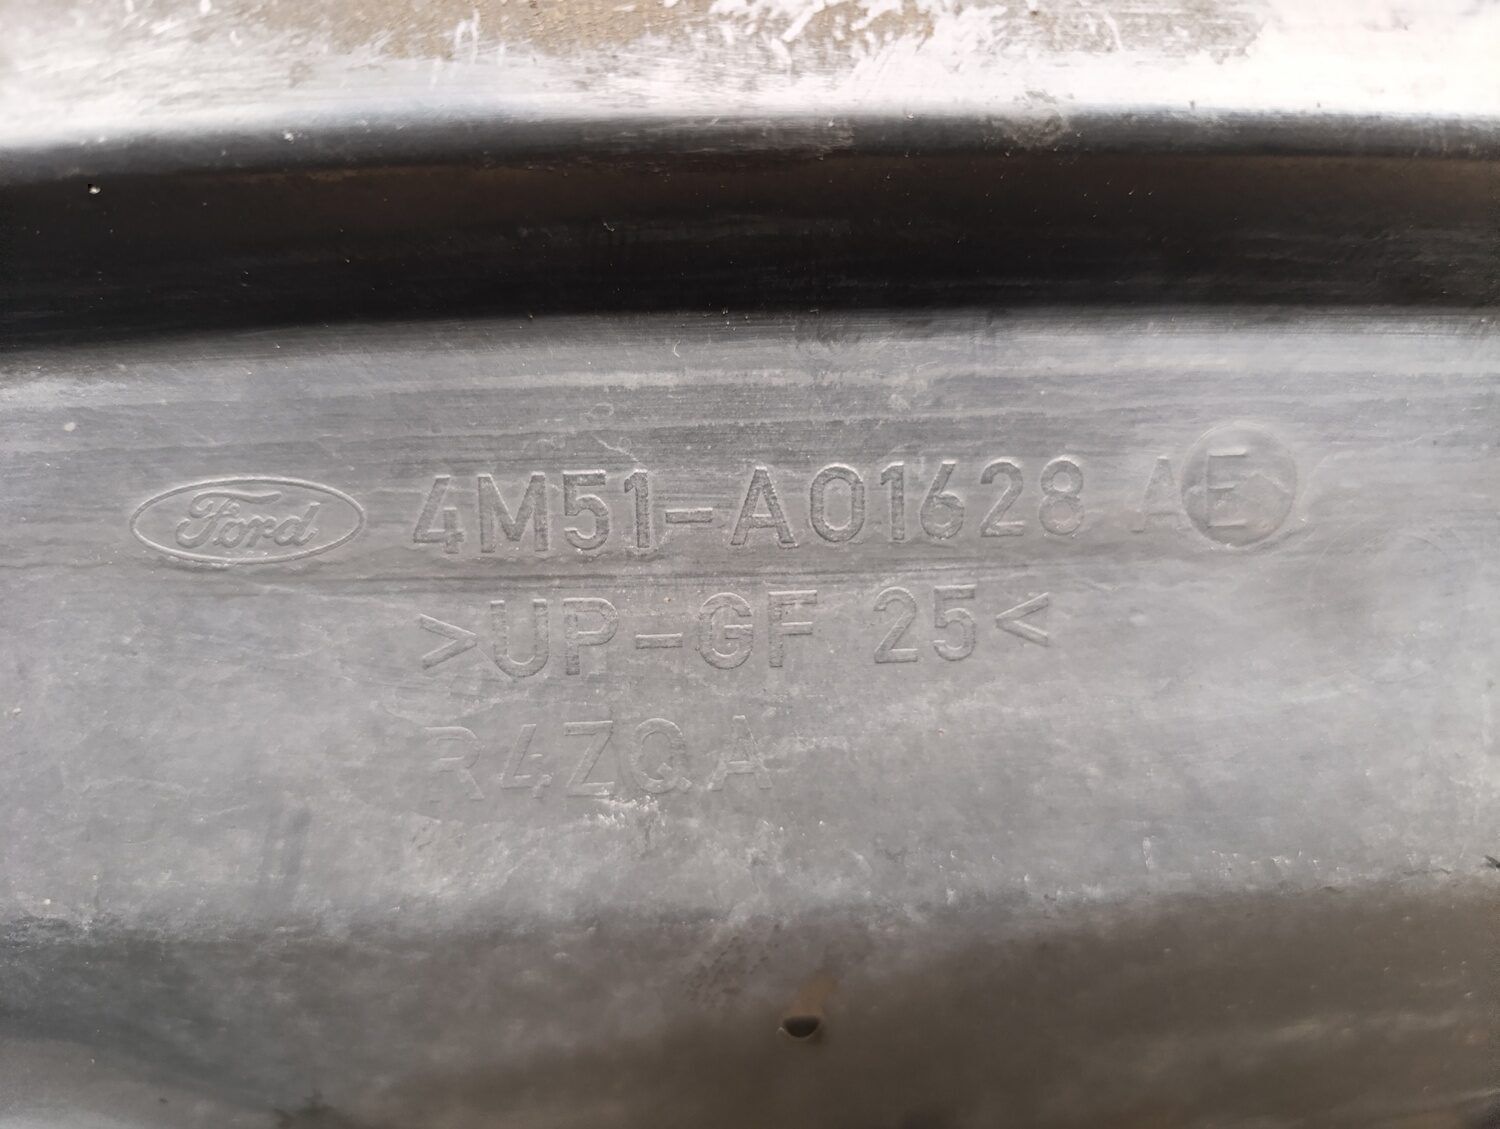 Ford 4M51-A01628 AE
>UP-GF 25<
R4ZQA